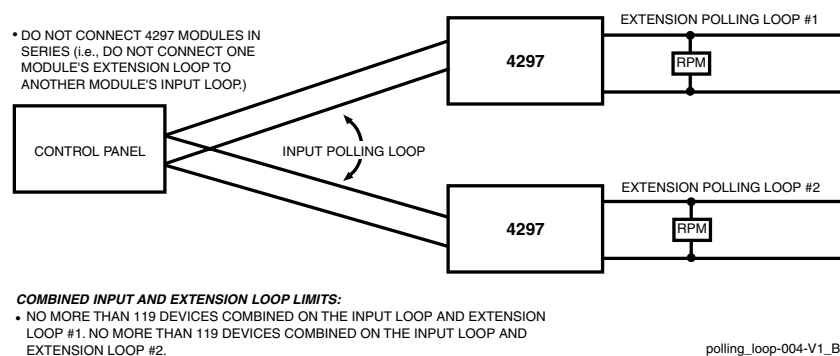 • DO NOT CONNECT 4297 MODULES IN
SERIES (i.e., DO NOT CONNECT ONE
MODULE'S EXTENSION LOOP TO
ANOTHER MODULE'S INPUT LOOP.)
EXTENSION POLLING LOOP #1
4297
RPM
CONTROL PANEL
INPUT POLLING LOOP
EXTENSION POLLING LOOP #2
4297
RPM
COMBINED INPUT AND EXTENSION LOOP LIMITS:
• NO MORE THAN 119 DEVICES COMBINED ON THE INPUT LOOP AND EXTENSION
LOOP #1. NO MORE THAN 119 DEVICES COMBINED ON THE INPUT LOOP AND
EXTENSION LOOP #2.
polling_loop-004-V1_B